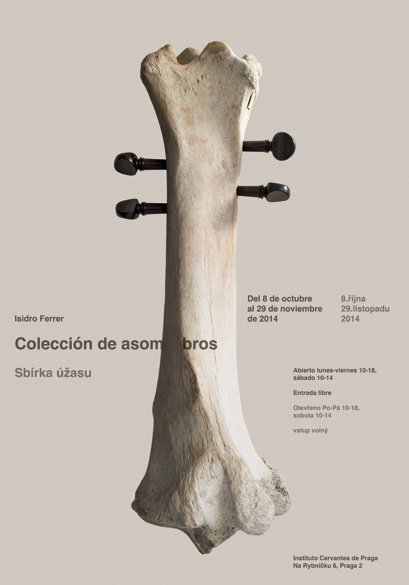 Isidro Ferrer
Colección de asom bros
Sbírka úžasu
Del 8 de octubre
al 29 de noviembre
de 2014
8.října
29.listopadu
2014
Abierto lunes-viernes 10-18,
sábado 10-14
Entrada libre
Otevřeno Po-Pá 10-18,
sobota 10-14
vstup volný
Instituto Cervantes de Praga
Na Rybníčku 6, Praga 2